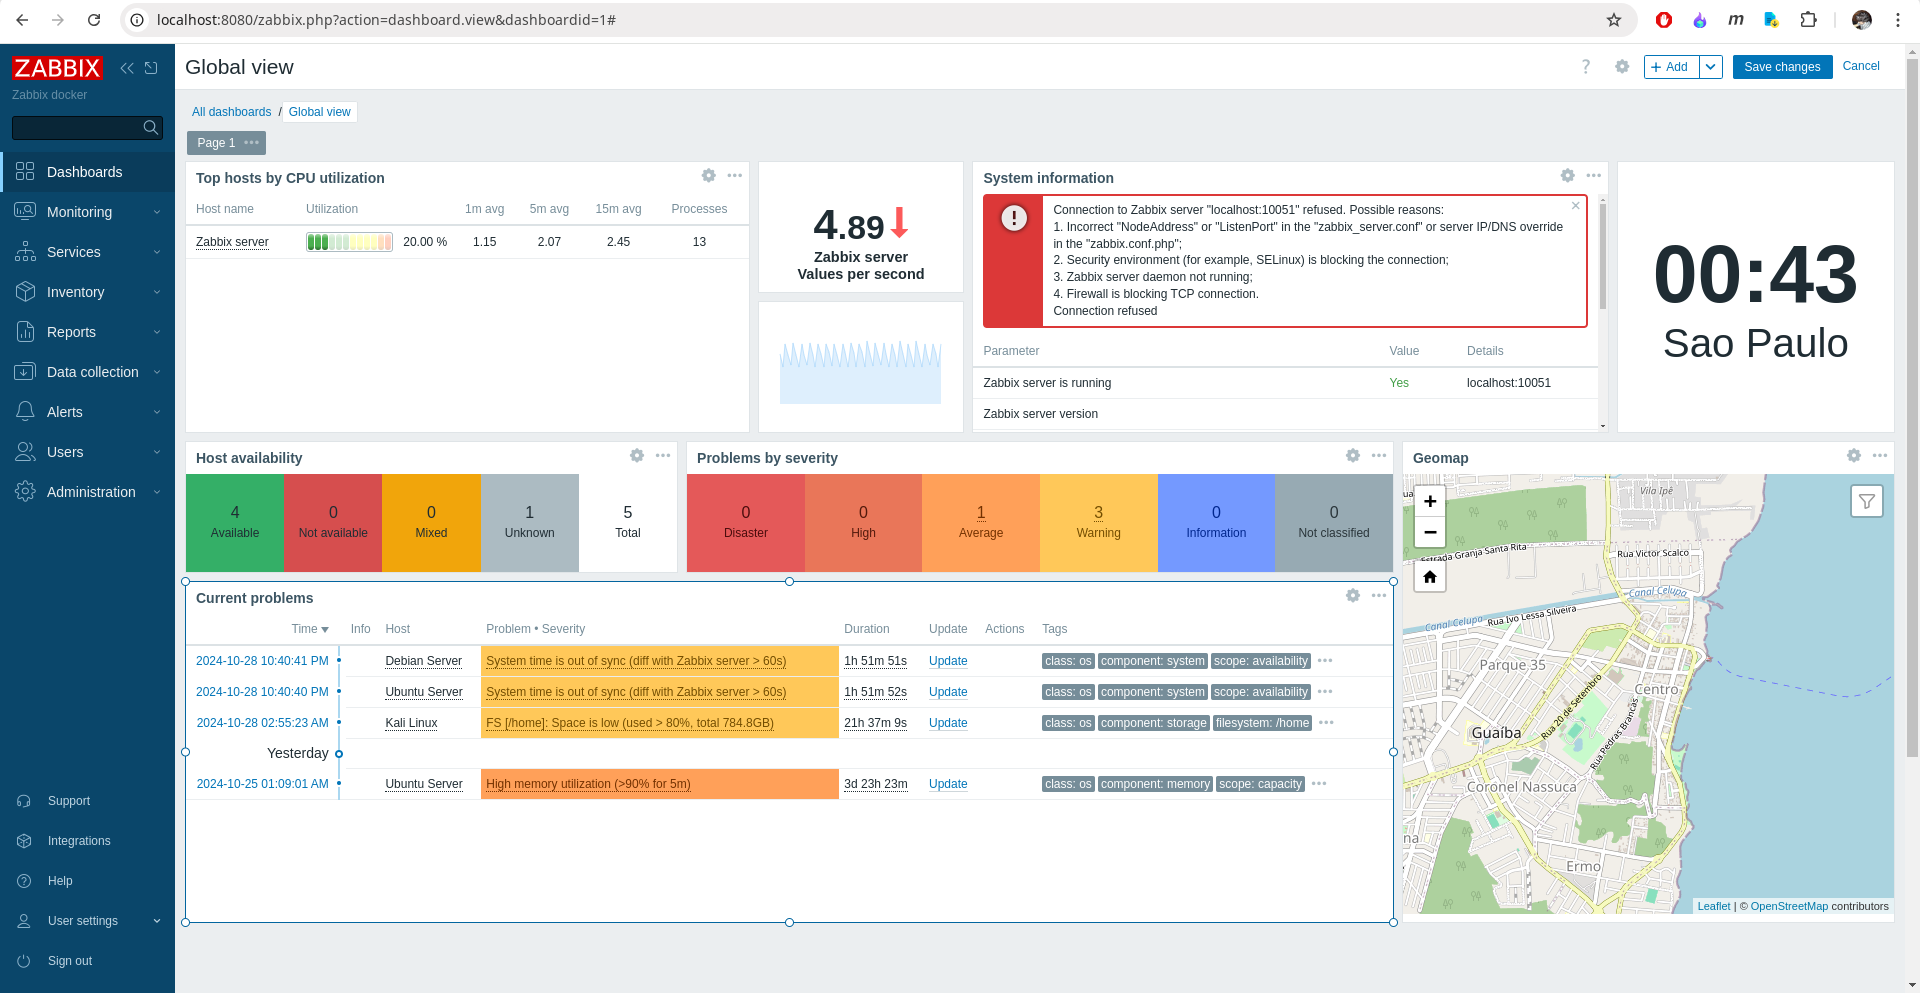 localhost:8080/zabbix.php?action=dashboard.view&dashboardid=1#
m
ZABBIX
Zabbix docker
Dashboards
Monitoring
Services
Inventory
Reports
Data collection
Alerts
Users
Administration
Support
Integrations
Help
User settings
Sign out
Global view
? + Add Save changes Cancel
All dashboards / Global view
Page 1
Top hosts by CPU utilization
Host name Utilization 1m avg 5m avg 15m avg Processes
Zabbix server 20.00 % 1.15 2.07 2.45 13
4.89
Zabbix server
Values per second
System information
Connection to Zabbix server "localhost:10051" refused. Possible reasons:
1. Incorrect "NodeAddress" or "ListenPort" in the "zabbix_server.conf" or server IP/DNS override
in the "zabbix.conf.php";
2. Security environment (for example, SELinux) is blocking the connection;
3. Zabbix server daemon not running;
4. Firewall is blocking TCP connection.
Connection refused
Parameter Value Details
Zabbix server is running Yes localhost:10051
Zabbix server version
00:43
Sao Paulo
Host availability
4 0 0 1 5
Available Not available Mixed Unknown Total
Problems by severity
0 0 1 3 0 0
Disaster High Average Warning Information Not classified
Current problems
Time Info Host Problem • Severity Duration Update Actions Tags
2024-10-28 10:40:41 PM Debian Server System time is out of sync (diff with Zabbix server > 60s) 1h 51m 51s Update class: os component: system scope: availability
2024-10-28 10:40:40 PM Ubuntu Server System time is out of sync (diff with Zabbix server > 60s) 1h 51m 52s Update class: os component: system scope: availability
2024-10-28 02:55:23 AM Kali Linux FS [/home]: Space is low (used > 80%, total 784.8GB) 21h 37m 9s Update class: os component: storage filesystem: /home
Yesterday
2024-10-25 01:09:01 AM Ubuntu Server High memory utilization (>90% for 5m) 3d 23h 23m Update class: os component: memory scope: capacity
Geomap
+
−
Vila Ipê
Estrada Granja Santa Rita
Rua Victor Scalco
Canal Celupa
Canal Celupa
Rua Ivo Lessa Silveira
Parque 35
Centro
Rua 20 de Setembro
Rua Pedras Brancas
Guaíba
Coronel Nassuca
na
Ermo
Leaflet | © OpenStreetMap contributors